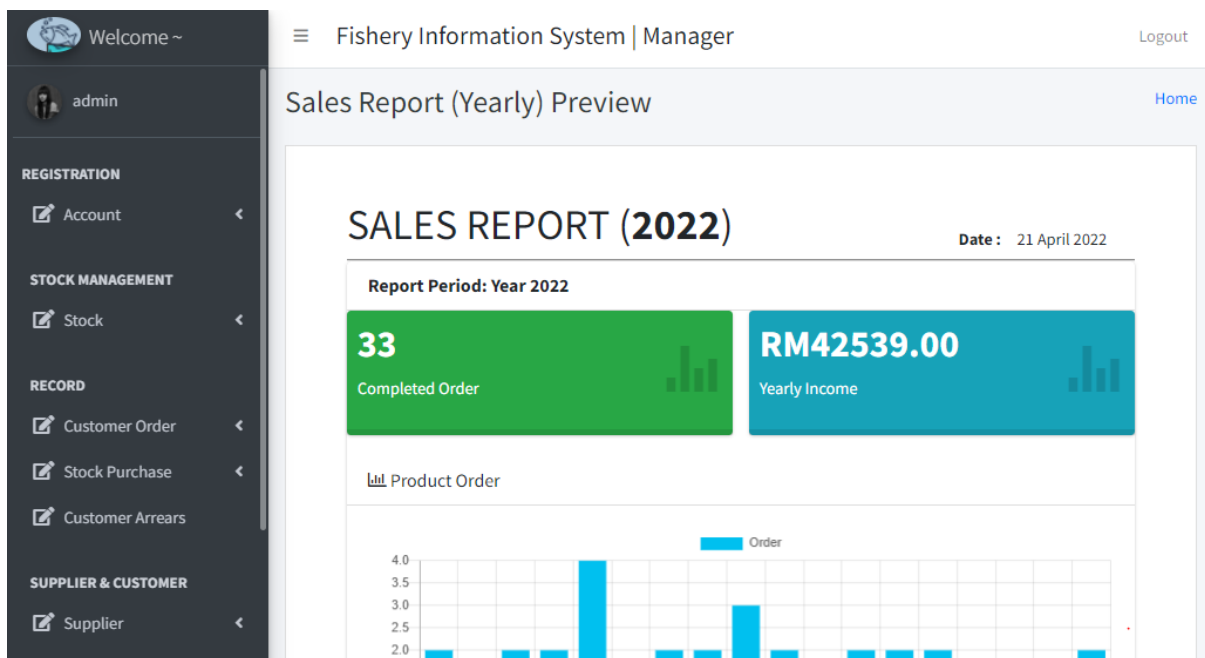 Welcome ~
Fishery Information System | Manager
Logout
admin
Sales Report (Yearly) Preview
Home
REGISTRATION
Account
STOCK MANAGEMENT
Stock
RECORD
Customer Order
Stock Purchase
Customer Arrears
SUPPLIER & CUSTOMER
Supplier
SALES REPORT (2022)
Date : 21 April 2022
Report Period: Year 2022
33
Completed Order
RM42539.00
Yearly Income
Product Order
Order
4.0
3.5
3.0
2.5
2.0